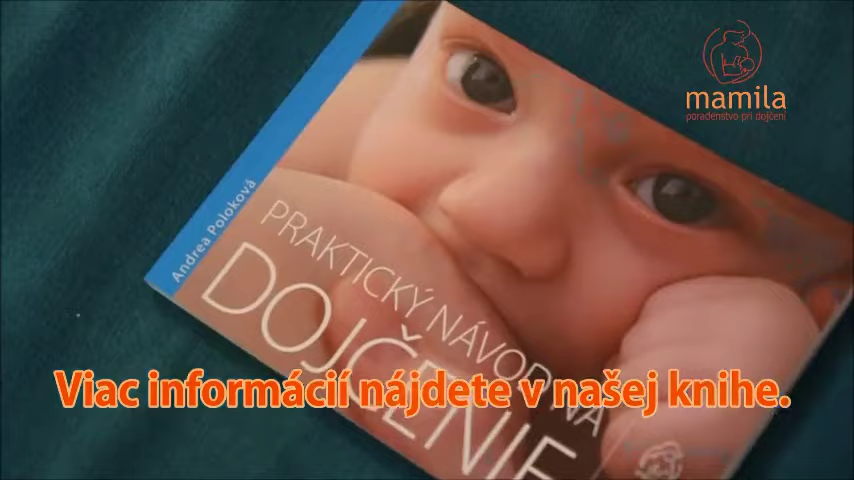 mamila
poradenstvo pri dojčení
Andrea Poloková
PRAKTICKÝ NÁVOD NA
DOJČENIE
Viac informácií nájdete v našej knihe.